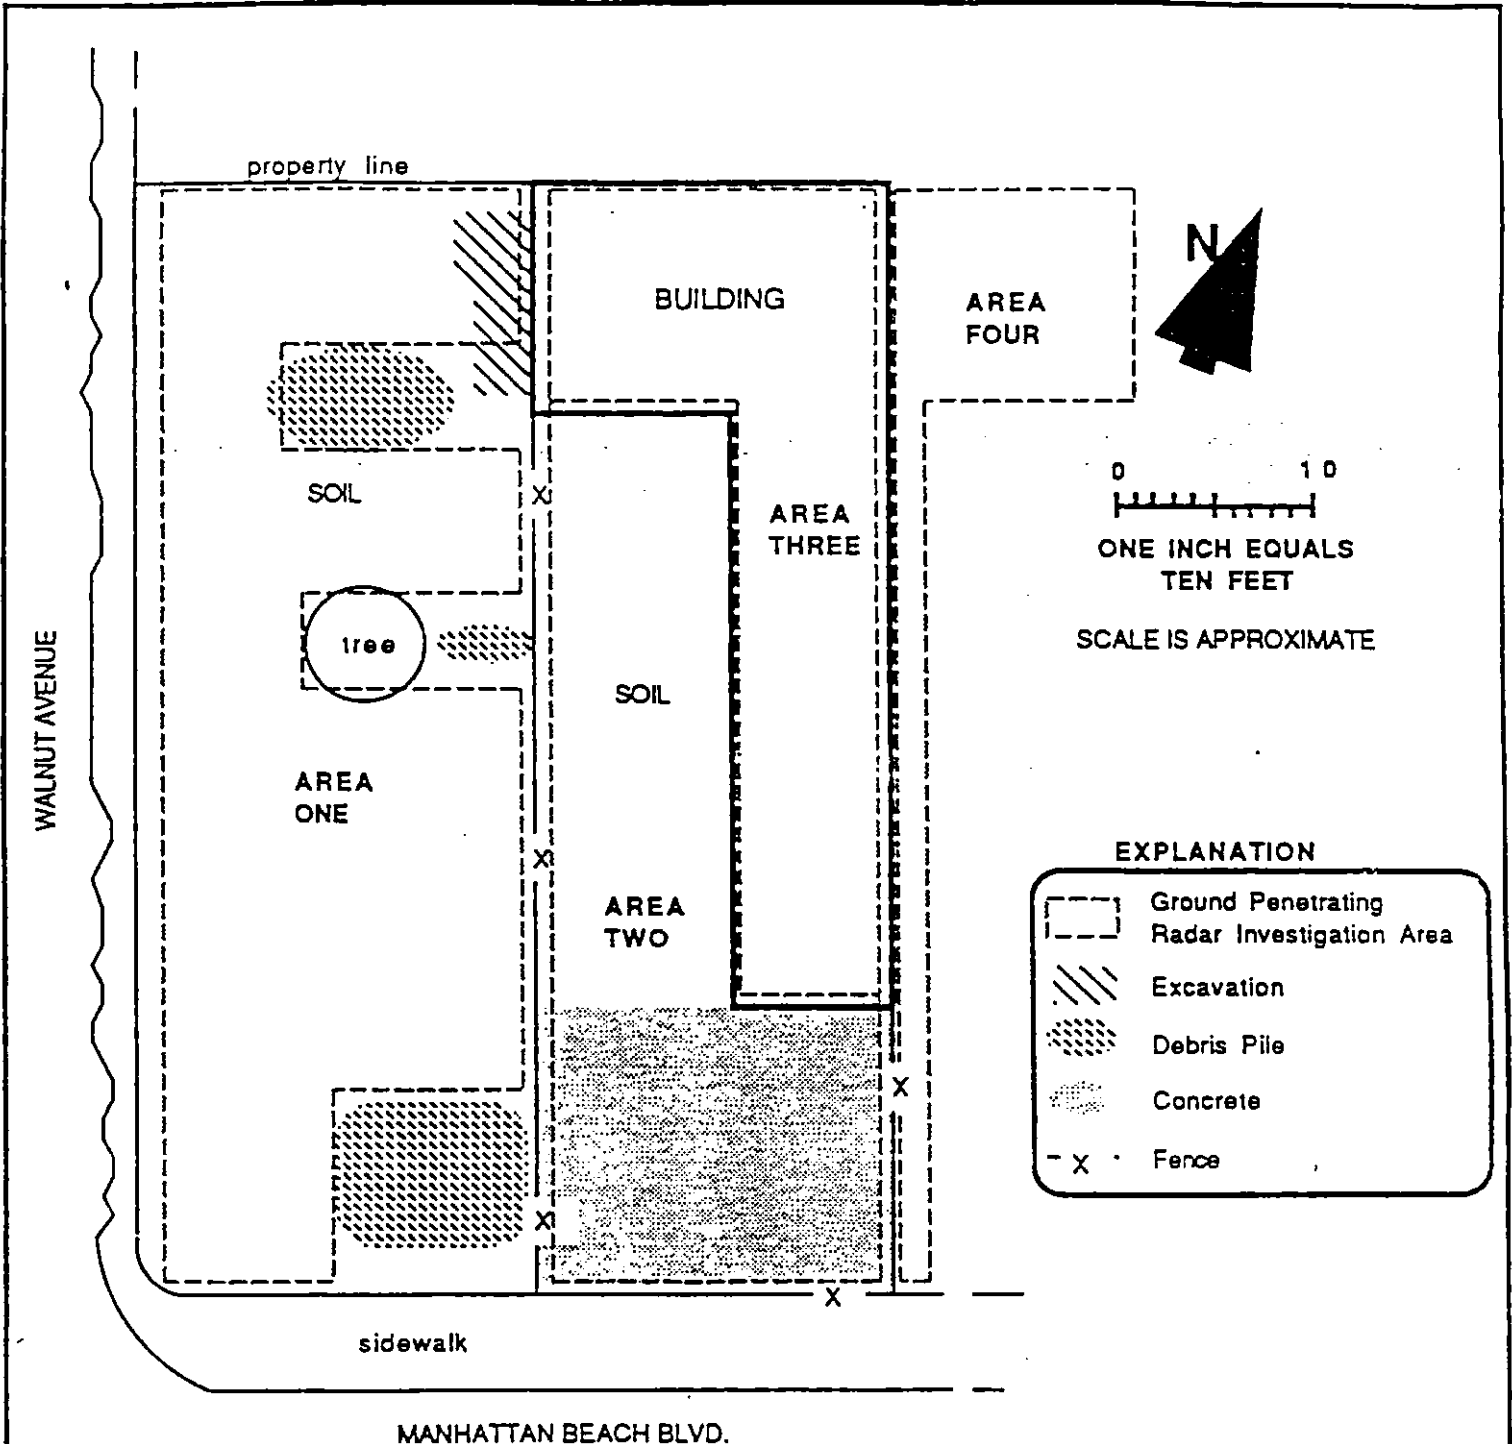 property line
N
BUILDING
AREA
FOUR
0 10
SOIL
X
AREA
THREE
ONE INCH EQUALS
TEN FEET
SCALE IS APPROXIMATE
tree
WALNUT AVENUE
SOIL
AREA
ONE
X
EXPLANATION
AREA
TWO
Ground Penetrating
Radar Investigation Area
Excavation
Debris Pile
X
Concrete
X Fence
X
X
sidewalk
MANHATTAN BEACH BLVD.